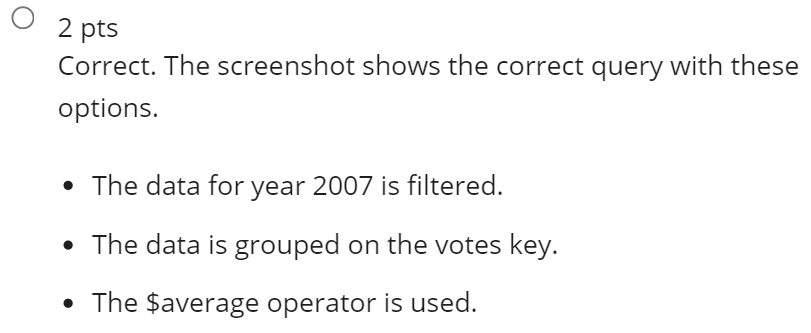 2 pts
Correct. The screenshot shows the correct query with these
options.
• The data for year 2007 is filtered.
• The data is grouped on the votes key.
• The $average operator is used.